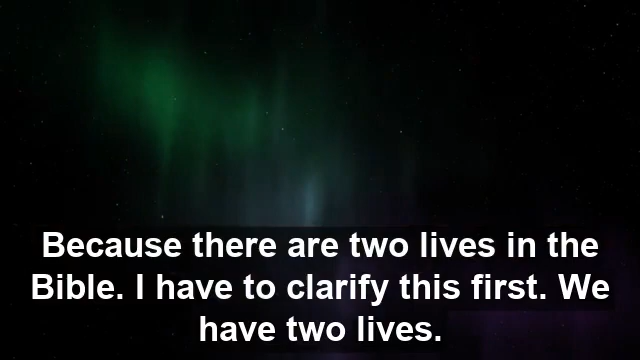 Because there are two lives in the
Bible. I have to clarify this first. We
have two lives.